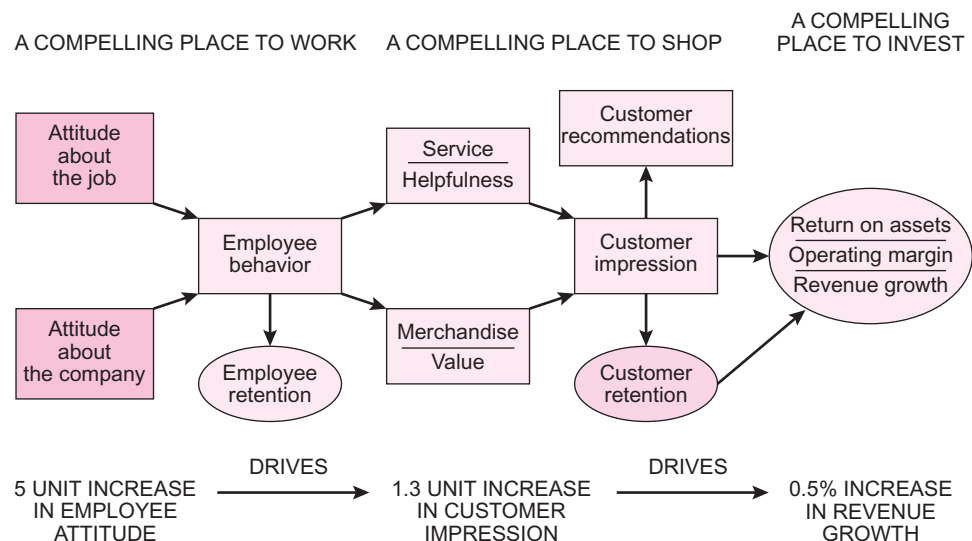 A COMPELLING PLACE TO WORK
A COMPELLING PLACE TO SHOP
A COMPELLING
PLACE TO INVEST
Attitude
about
the job
Attitude
about
the company
Employee
behavior
Employee
retention
Service
Helpfulness
Merchandise
Value
Customer
recommendations
Customer
impression
Customer
retention
Return on assets
Operating margin
Revenue growth
5 UNIT INCREASE
IN EMPLOYEE
ATTITUDE
DRIVES
1.3 UNIT INCREASE
IN CUSTOMER
IMPRESSION
DRIVES
0.5% INCREASE
IN REVENUE
GROWTH